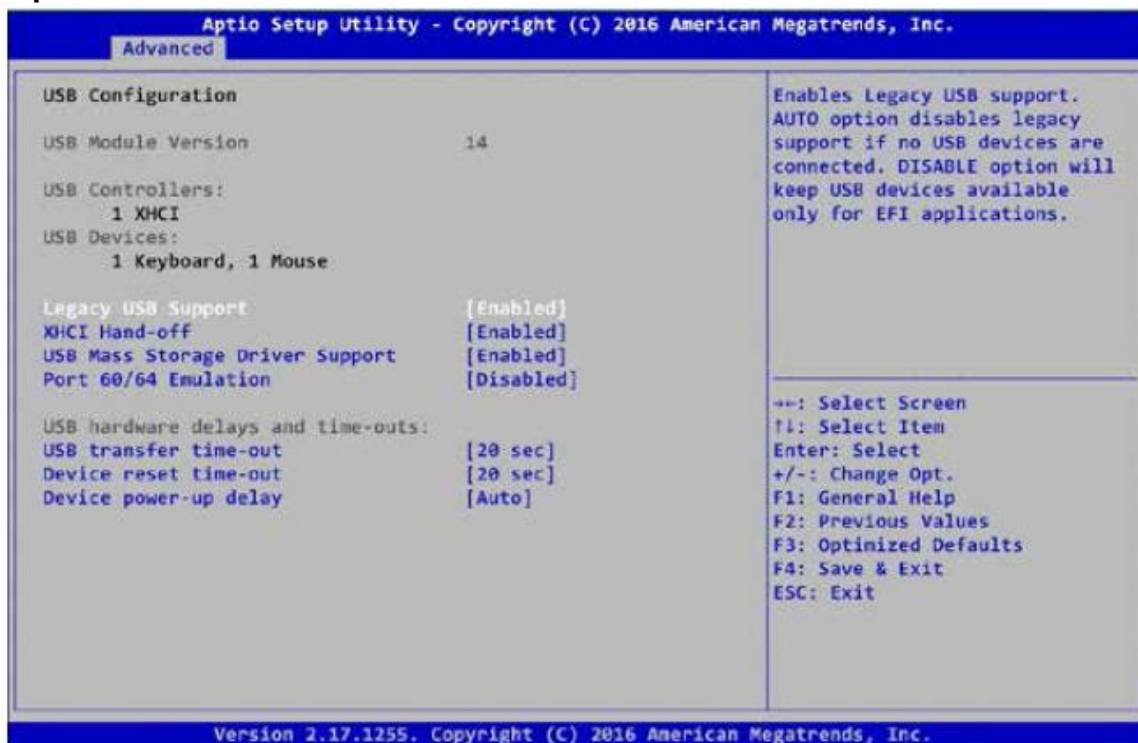 Aptio Setup Utility - Copyright (C) 2016 American Megatrends, Inc.
Advanced
USB Configuration
USB Module Version 14
USB Controllers:
1 XHCI
USB Devices:
1 Keyboard, 1 Mouse
Legacy USB Support [Enabled]
XHCI Hand-off [Enabled]
USB Mass Storage Driver Support [Enabled]
Port 60/64 Emulation [Disabled]
USB hardware delays and time-outs:
USB transfer time-out [20 sec]
Device reset time-out [20 sec]
Device power-up delay [Auto]
Enables Legacy USB support.
AUTO option disables legacy
support if no USB devices are
connected. DISABLE option will
keep USB devices available
only for EFI applications.
→←: Select Screen
↑↓: Select Item
Enter: Select
+/-: Change Opt.
F1: General Help
F2: Previous Values
F3: Optimized Defaults
F4: Save & Exit
ESC: Exit
Version 2.17.1255. Copyright (C) 2016 American Megatrends, Inc.